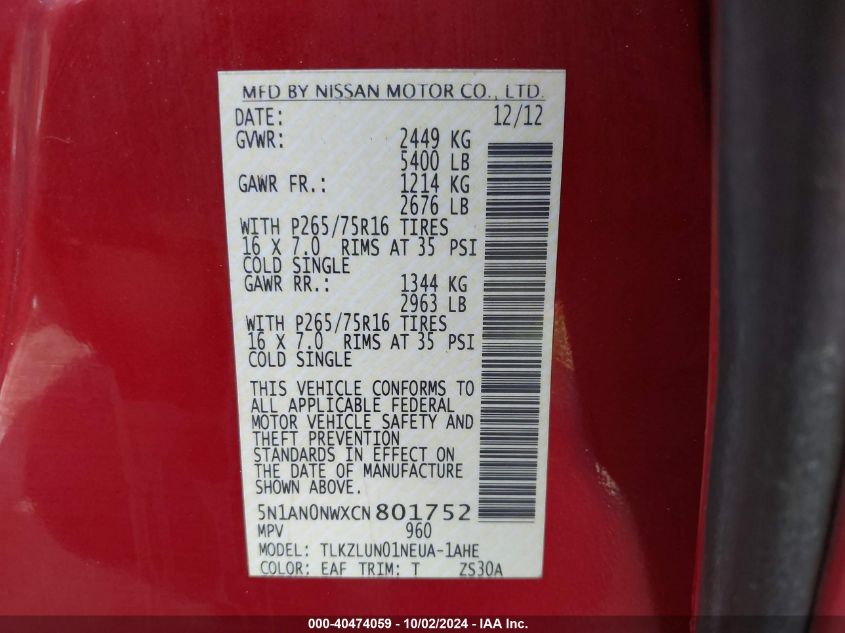 MFD BY NISSAN MOTOR CO., LTD.
DATE: 12/12
GVWR: 2449 KG
5400 LB
GAWR FR.: 1214 KG
2676 LB
WITH P265/75R16 TIRES
16 X 7.0 RIMS AT 35 PSI
COLD SINGLE
GAWR RR.: 1344 KG
2963 LB
WITH P265/75R16 TIRES
16 X 7.0 RIMS AT 35 PSI
COLD SINGLE
THIS VEHICLE CONFORMS TO
ALL APPLICABLE FEDERAL
MOTOR VEHICLE SAFETY AND
THEFT PREVENTION
STANDARDS IN EFFECT ON
THE DATE OF MANUFACTURE
SHOWN ABOVE.
5N1AN0NWXCN801752
MPV 960
MODEL: TLKZLUN01NEUA-1AHE
COLOR: EAF TRIM: T ZS30A
000-40474059 - 10/02/2024 - IAA Inc.